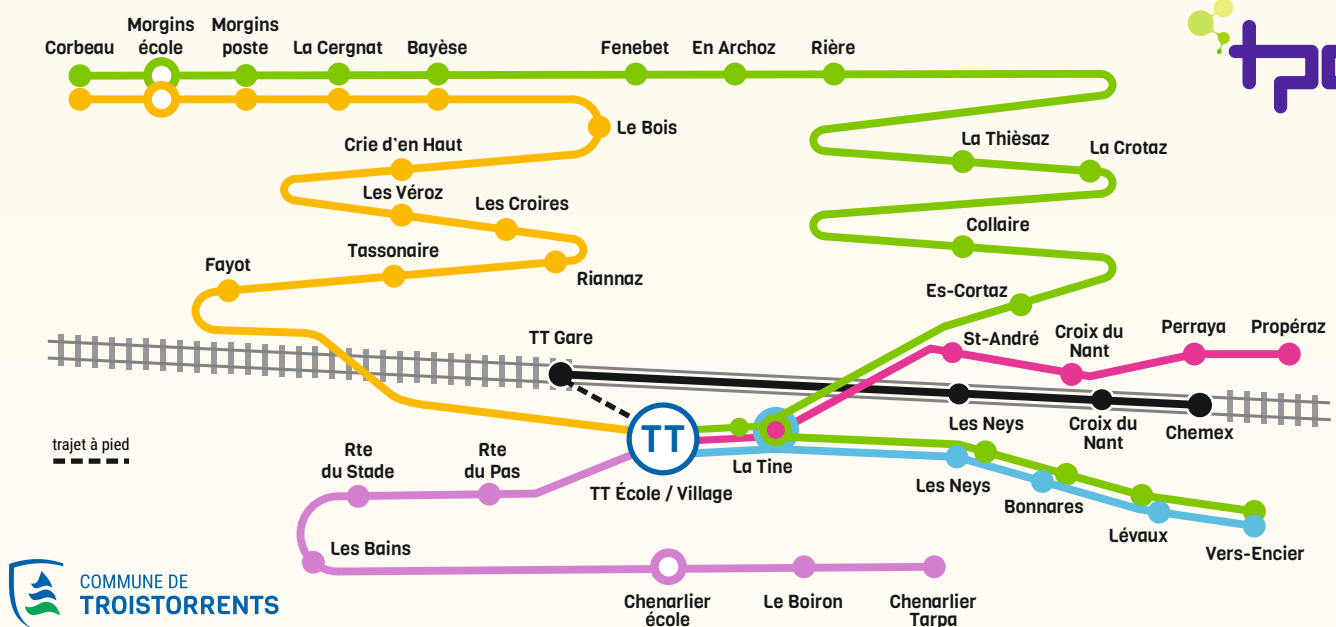 Corbeau
Morgins
école
Morgins
poste
La Cergnat
Bayèse
Fenebet
En Archoz
Rière
Le Bois
Crie d'en Haut
Les Véroz
Les Croires
Tassonaire
Fayot
Riannaz
La Thièsaz
La Crotaz
Collaire
Es-Cortaz
TT Gare
St-André
Croix du
Nant
Perraya
Propéraz
Les Neys
Croix du
Nant
Chemex
trajet à pied
TT
La Tine
TT École / Village
Rte
du Stade
Rte
du Pas
Les Neys
Bonnares
Lévaux
Vers-Encier
Les Bains
Chenarlier
école
Le Boiron
Chenarlier
Tarpa
COMMUNE DE
TROISTORRENTS